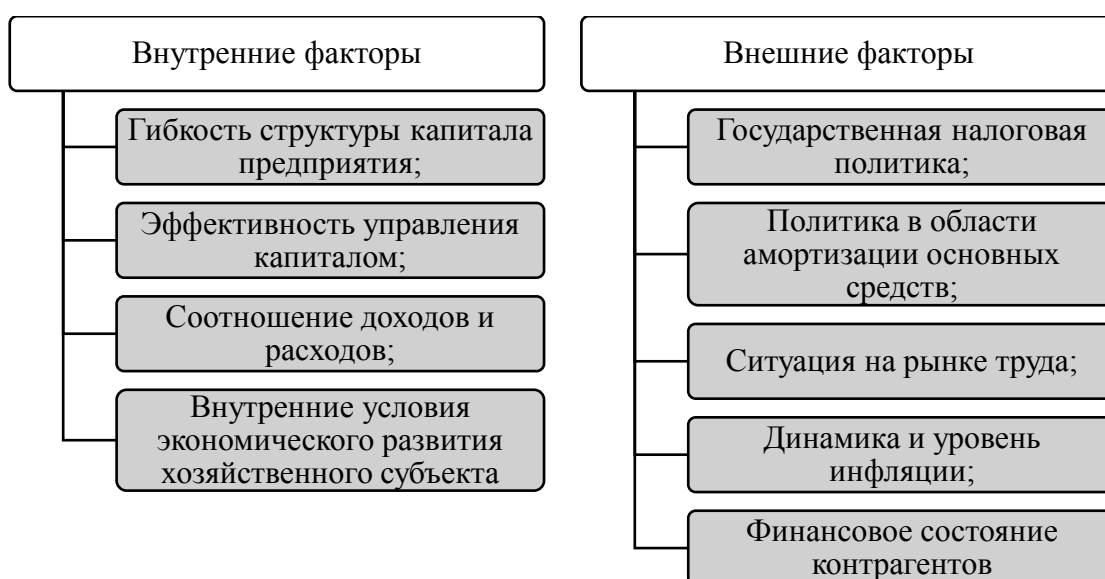 Внутренние факторы
Гибкость структуры капитала
предприятия;
Эффективность управления
капиталом;
Соотношение доходов и
расходов;
Внутренние условия
экономического развития
хозяйственного субъекта
Внешние факторы
Государственная налоговая
политика;
Политика в области
амортизации основных
средств;
Ситуация на рынке труда;
Динамика и уровень
инфляции;
Финансовое состояние
контрагентов